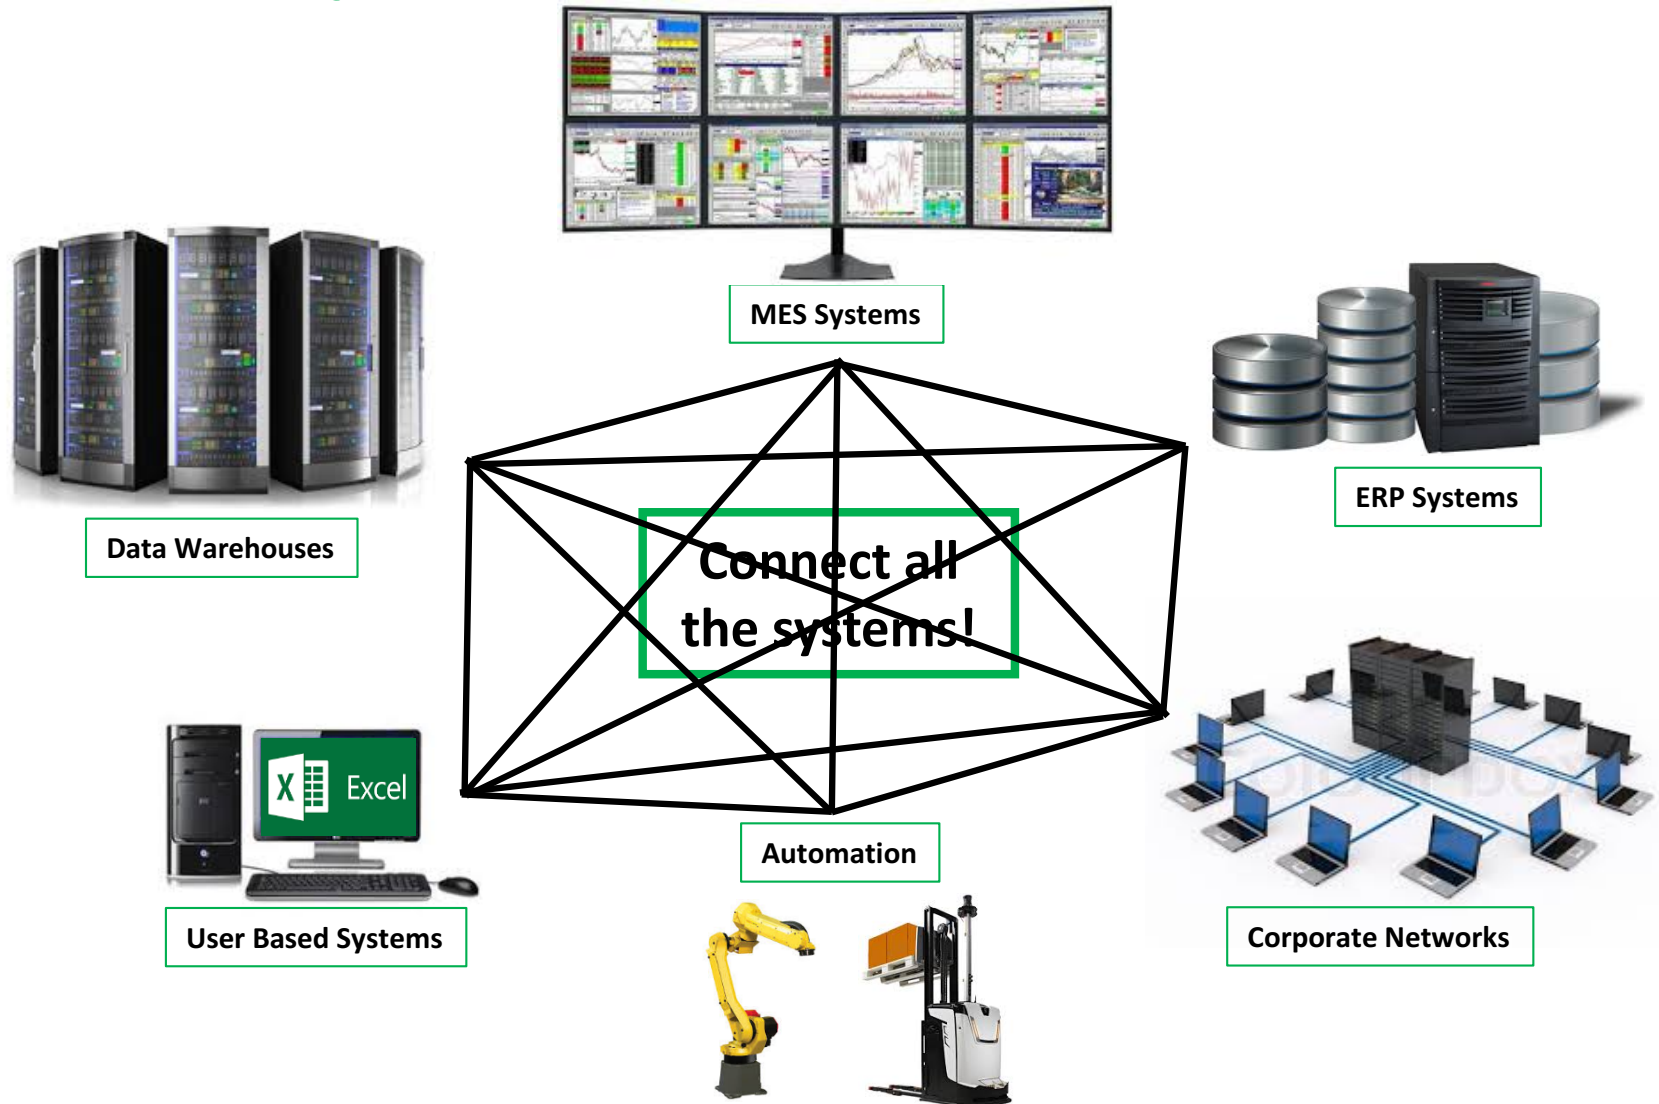 MES Systems
ERP Systems
Data Warehouses
Connect all
the systems!
X Excel
Automation
User Based Systems
Corporate Networks